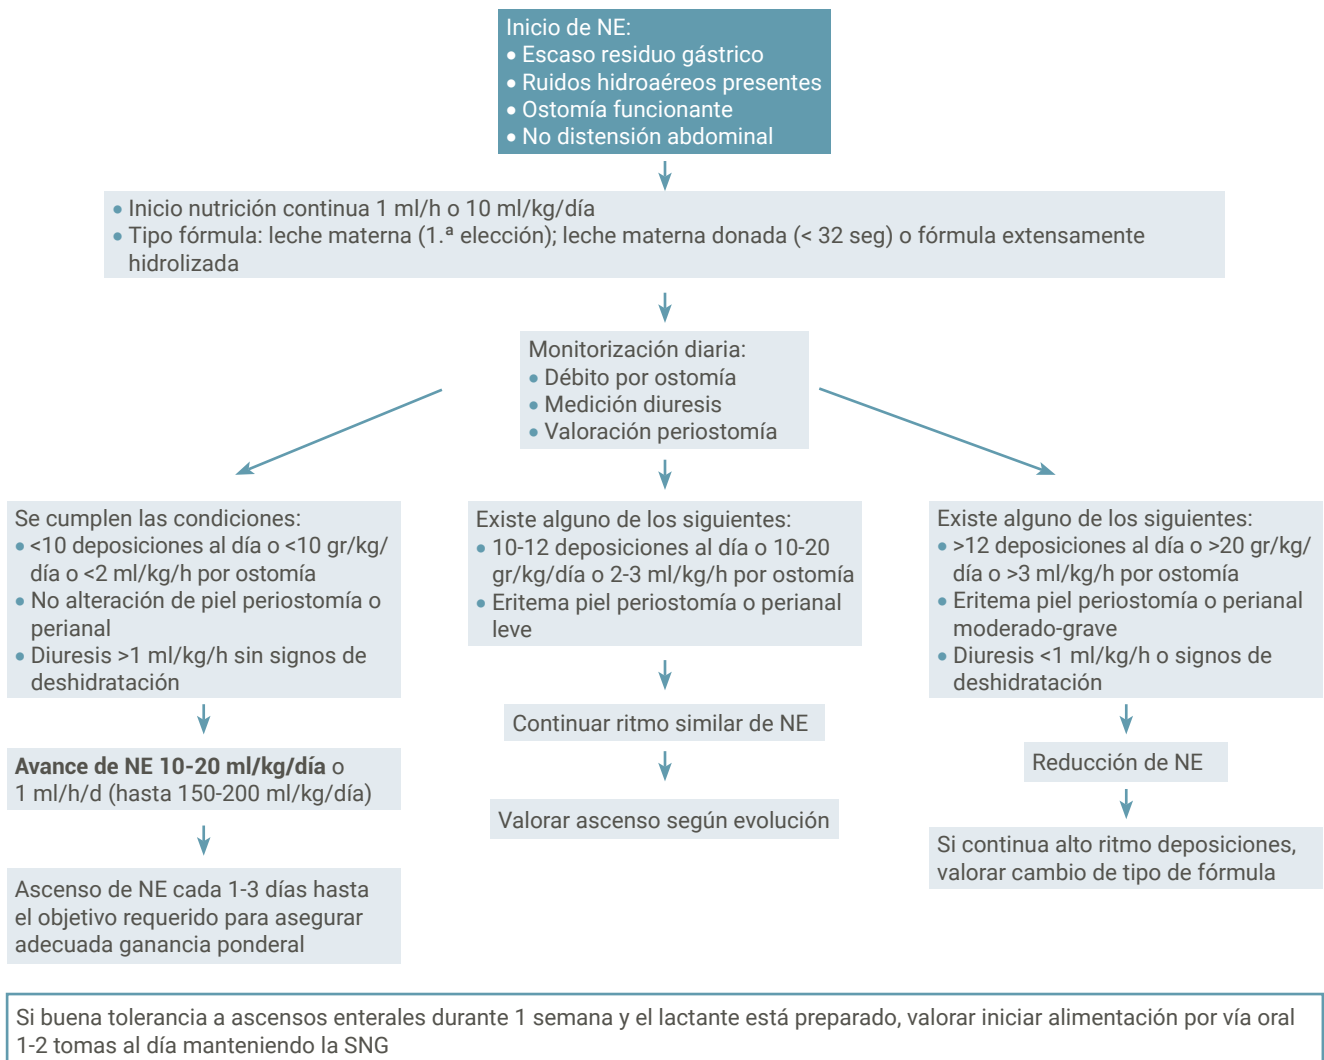 Inicio de NE:
• Escaso residuo gástrico
• Ruidos hidroaéreos presentes
• Ostomía funcionante
• No distensión abdominal
• Inicio nutrición continua 1 ml/h o 10 ml/kg/día
• Tipo fórmula: leche materna (1.ª elección); leche materna donada (< 32 seg) o fórmula extensamente
hidrolizada
Monitorización diaria:
• Débito por ostomía
• Medición diuresis
• Valoración periostomía
Se cumplen las condiciones:
• <10 deposiciones al día o <10 gr/kg/
día o <2 ml/kg/h por ostomía
• No alteración de piel periostomía o
perianal
• Diuresis >1 ml/kg/h sin signos de
deshidratación
Avance de NE 10-20 ml/kg/día o
1 ml/h/d (hasta 150-200 ml/kg/día)
Ascenso de NE cada 1-3 días hasta
el objetivo requerido para asegurar
adecuada ganancia ponderal
Existe alguno de los siguientes:
• 10-12 deposiciones al día o 10-20
gr/kg/día o 2-3 ml/kg/h por ostomía
• Eritema piel periostomía o perianal
leve
Continuar ritmo similar de NE
Valorar ascenso según evolución
Existe alguno de los siguientes:
• >12 deposiciones al día o >20 gr/kg/
día o >3 ml/kg/h por ostomía
• Eritema piel periostomía o perianal
moderado-grave
• Diuresis <1 ml/kg/h o signos de
deshidratación
Reducción de NE
Si continua alto ritmo deposiciones,
valorar cambio de tipo de fórmula
Si buena tolerancia a ascensos enterales durante 1 semana y el lactante está preparado, valorar iniciar alimentación por vía oral
1-2 tomas al día manteniendo la SNG